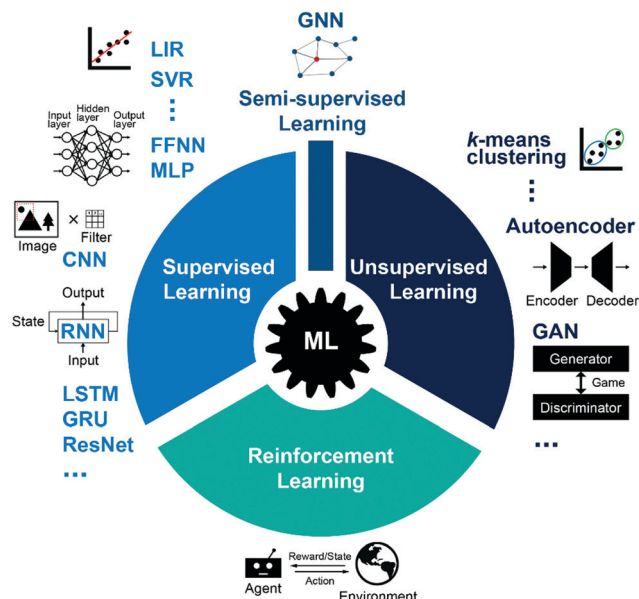 GNN
Semi-supervised
Learning
LIR
SVR
Input
layer
Hidden
layer
Output
layer
FFNN
MLP
Image
×
Filter
CNN
Output
State
RNN
Input
LSTM
GRU
ResNet
...
Supervised
Learning
ML
Unsupervised
Learning
Reinforcement
Learning
k-means
clustering
Autoencoder
Encoder
Decoder
GAN
Generator
Game
Discriminator
...
Reward/State
Action
Agent
Environment